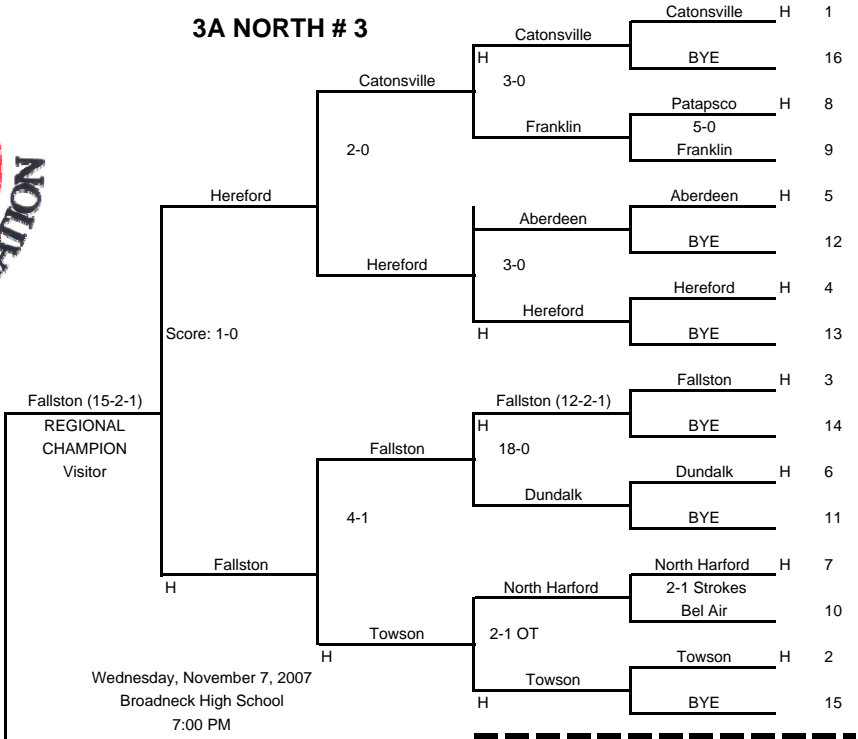 3A NORTH # 3
Catonsville H 1
Catonsville
H
BYE 16
Catonsville
3-0
Patapsco H 8
Franklin
5-0
Franklin 9
2-0
ATION
Hereford
Aberdeen H 5
Aberdeen
BYE 12
Hereford
3-0
Hereford H 4
Hereford
Score: 1-0
H
BYE 13
Fallston H 3
Fallston (15-2-1)
Fallston (12-2-1)
REGIONAL
H
BYE 14
CHAMPION
Fallston
18-0
Visitor
Dundalk H 6
Dundalk
4-1
BYE 11
Fallston
North Harford H 7
H
North Harford
2-1 Strokes
Bel Air 10
Towson
2-1 OT
H
Towson H 2
Wednesday, November 7, 2007
Towson
Broadneck High School
H
BYE 15
7:00 PM